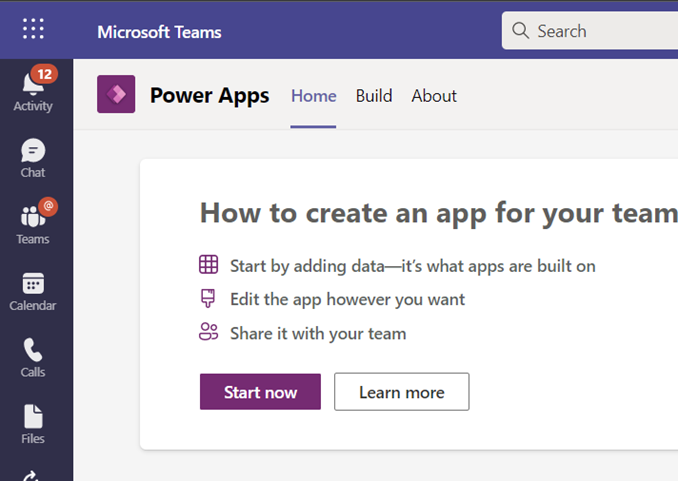 Microsoft Teams
Search
12
Activity
Chat
@
Teams
Calendar
Calls
Files
Power Apps Home Build About
How to create an app for your team
Start by adding data—it's what apps are built on
Edit the app however you want
Share it with your team
Start now Learn more